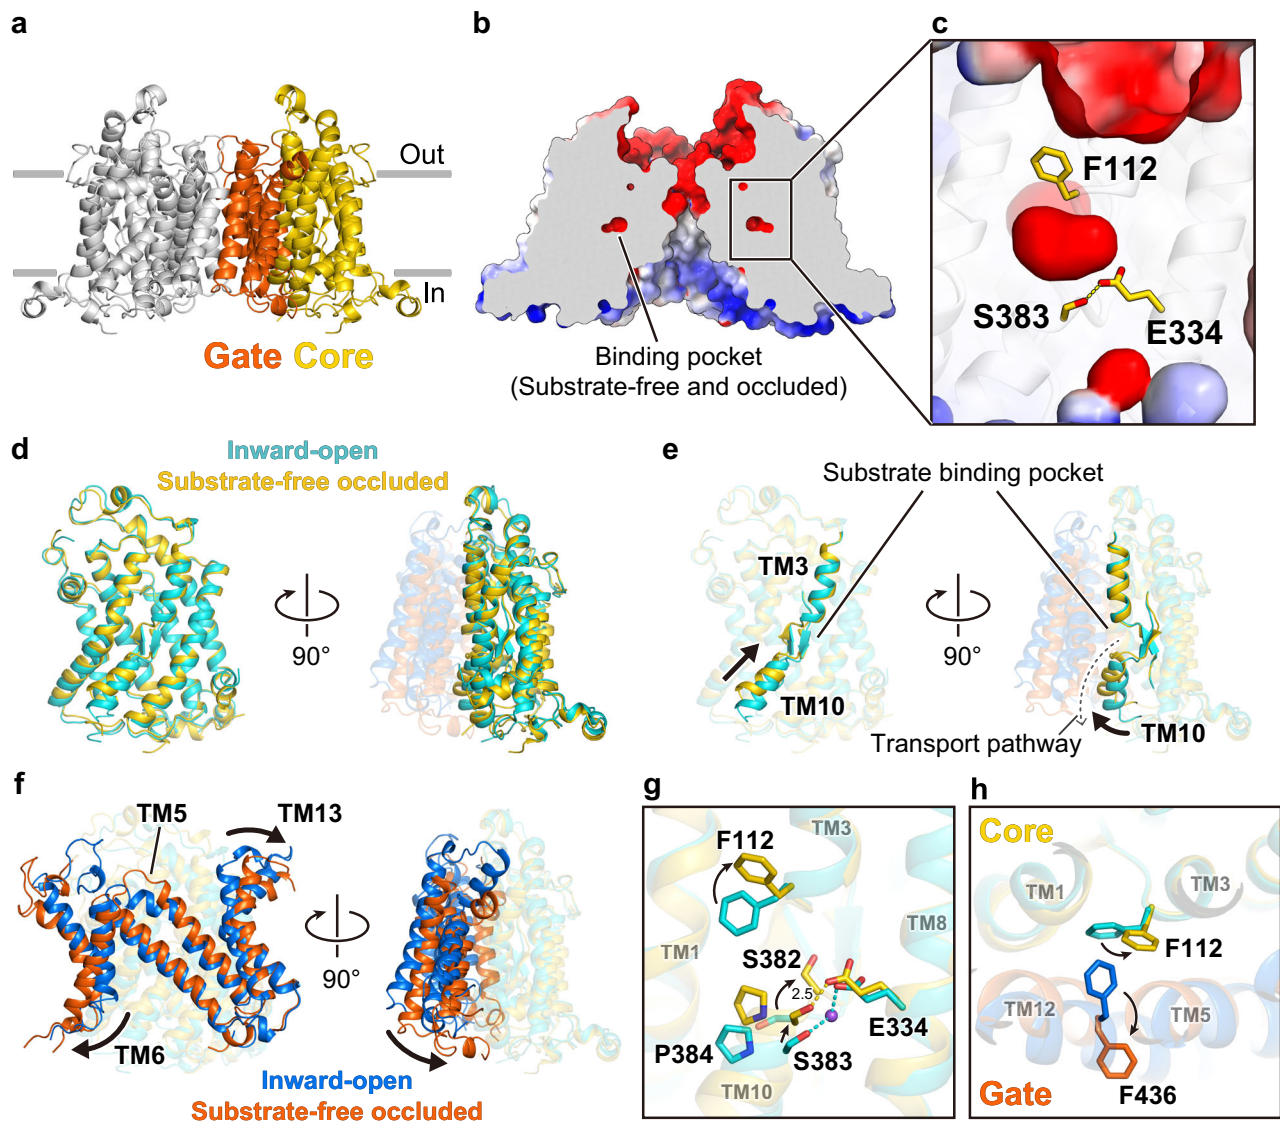 a
Out
In
Gate Core
b
Binding pocket
(Substrate-free and occluded)
c
F112
S383
E334
d
Inward-open
Substrate-free occluded
90°
e
Substrate binding pocket
TM3
TM10
90°
TM10
Transport pathway
f
TM5
TM13
TM6
90°
Inward-open
Substrate-free occluded
g
TM3
F112
TM1
TM8
S382
2.5
E334
P384
S383
TM10
h
Core
TM1
TM3
F112
TM12
TM5
Gate
F436